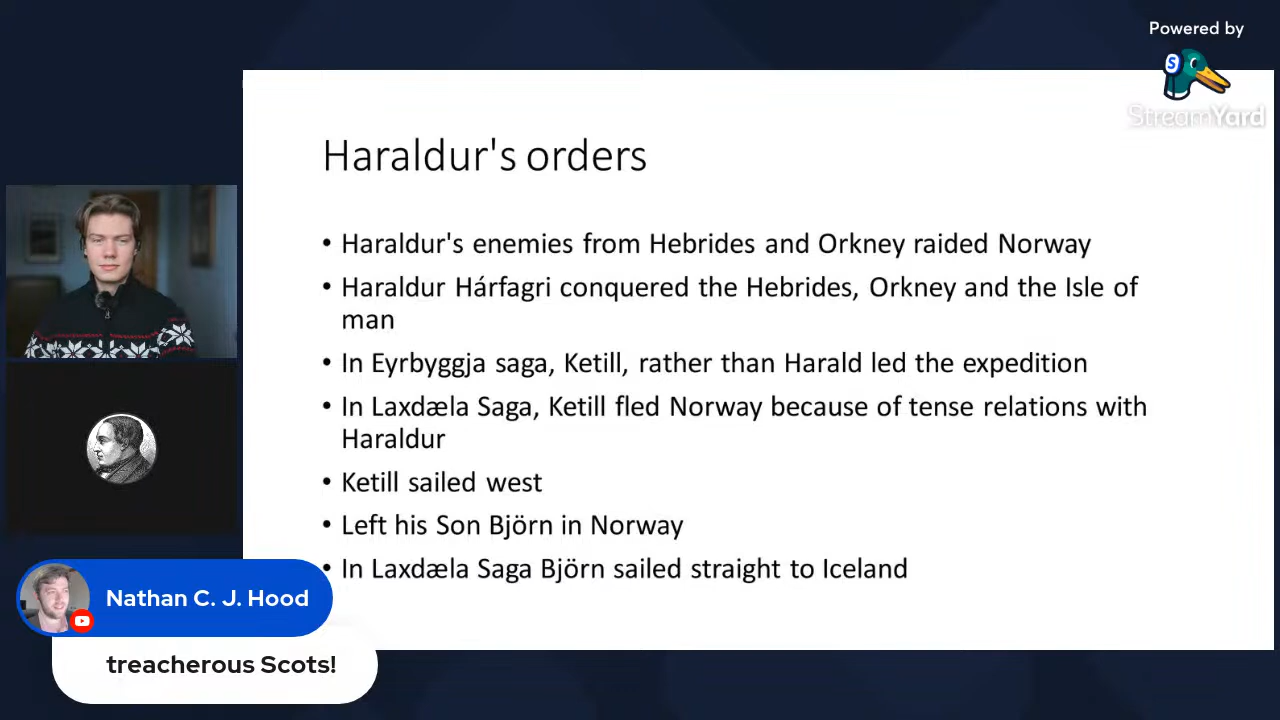 Powered by
StreamYard
Haraldur's orders
• Haraldur's enemies from Hebrides and Orkney raided Norway
• Haraldur Hárfagri conquered the Hebrides, Orkney and the Isle of
man
• In Eyrbyggja saga, Ketill, rather than Harald led the expedition
• In Laxdæla Saga, Ketill fled Norway because of tense relations with
Haraldur
• Ketill sailed west
• Left his Son Björn in Norway
• In Laxdæla Saga Björn sailed straight to Iceland
Nathan C. J. Hood
treacherous Scots!